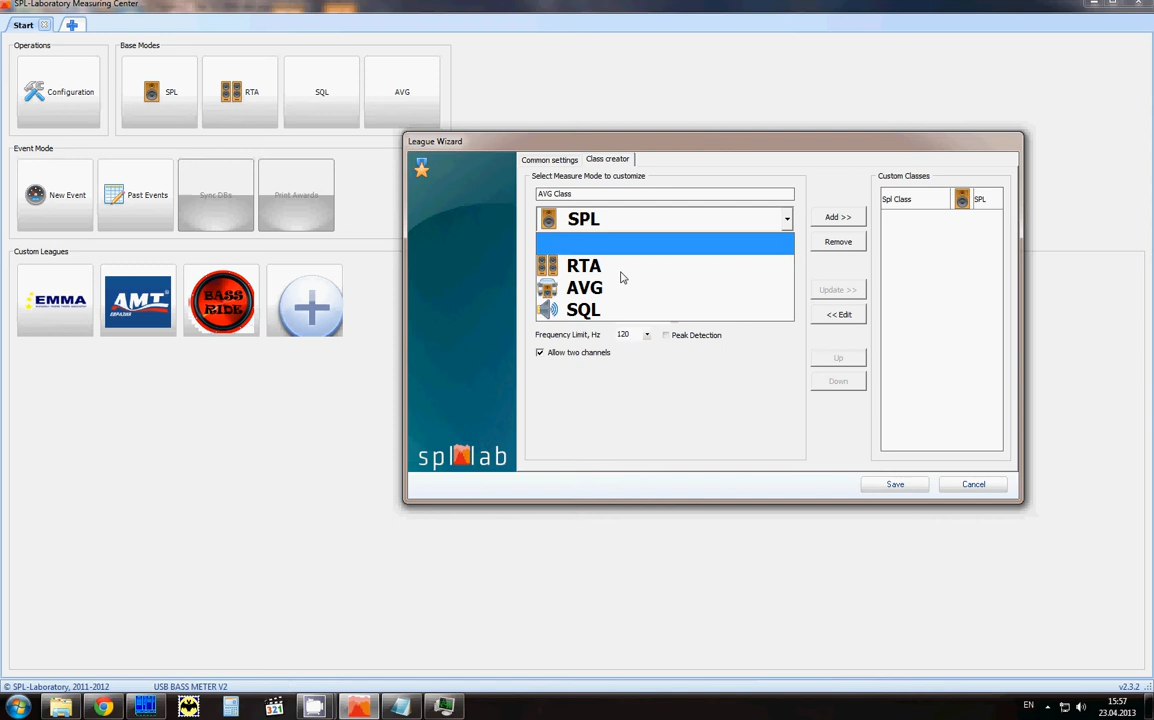 SPL-Laboratory Measuring Center
Start
Operations
Base Modes
Configuration
SPL
RTA
SQL
AVG
Event Mode
New Event
Past Events
Sync DBs
Print Awards
Custom Leagues
EMMA
AMT
ЕВРАЗИЯ
BASS
RIDE
League Wizard
Common settings
Class creator
Select Measure Mode to customize
AVG Class
SPL
RTA
AVG
SQL
Frequency Limit, Hz
120
Peak Detection
Allow two channels
Add >>
Remove
Update >>
<< Edit
Up
Down
Custom Classes
Spl Class
SPL
spl lab
Save
Cancel
© SPL-Laboratory, 2011-2012
USB BASS METER V2
v2.3.2
321
EN
15:57
23.04.2013